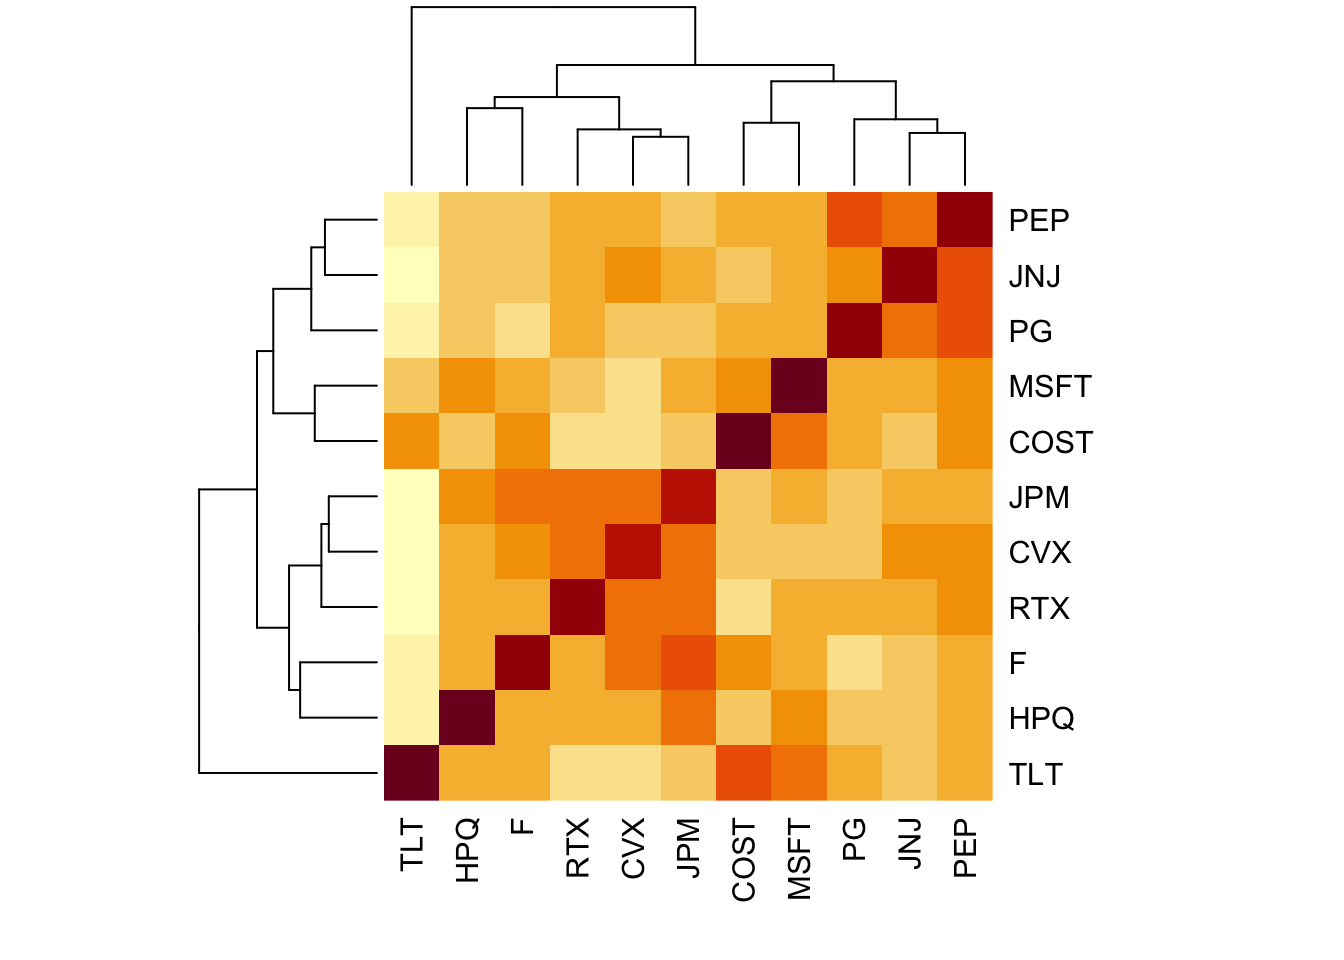 PEP
JNJ
PG
MSFT
COST
JPM
CVX
RTX
F
HPQ
TLT
TLT
HPQ
F
RTX
CVX
JPM
COST
MSFT
PG
JNJ
PEP